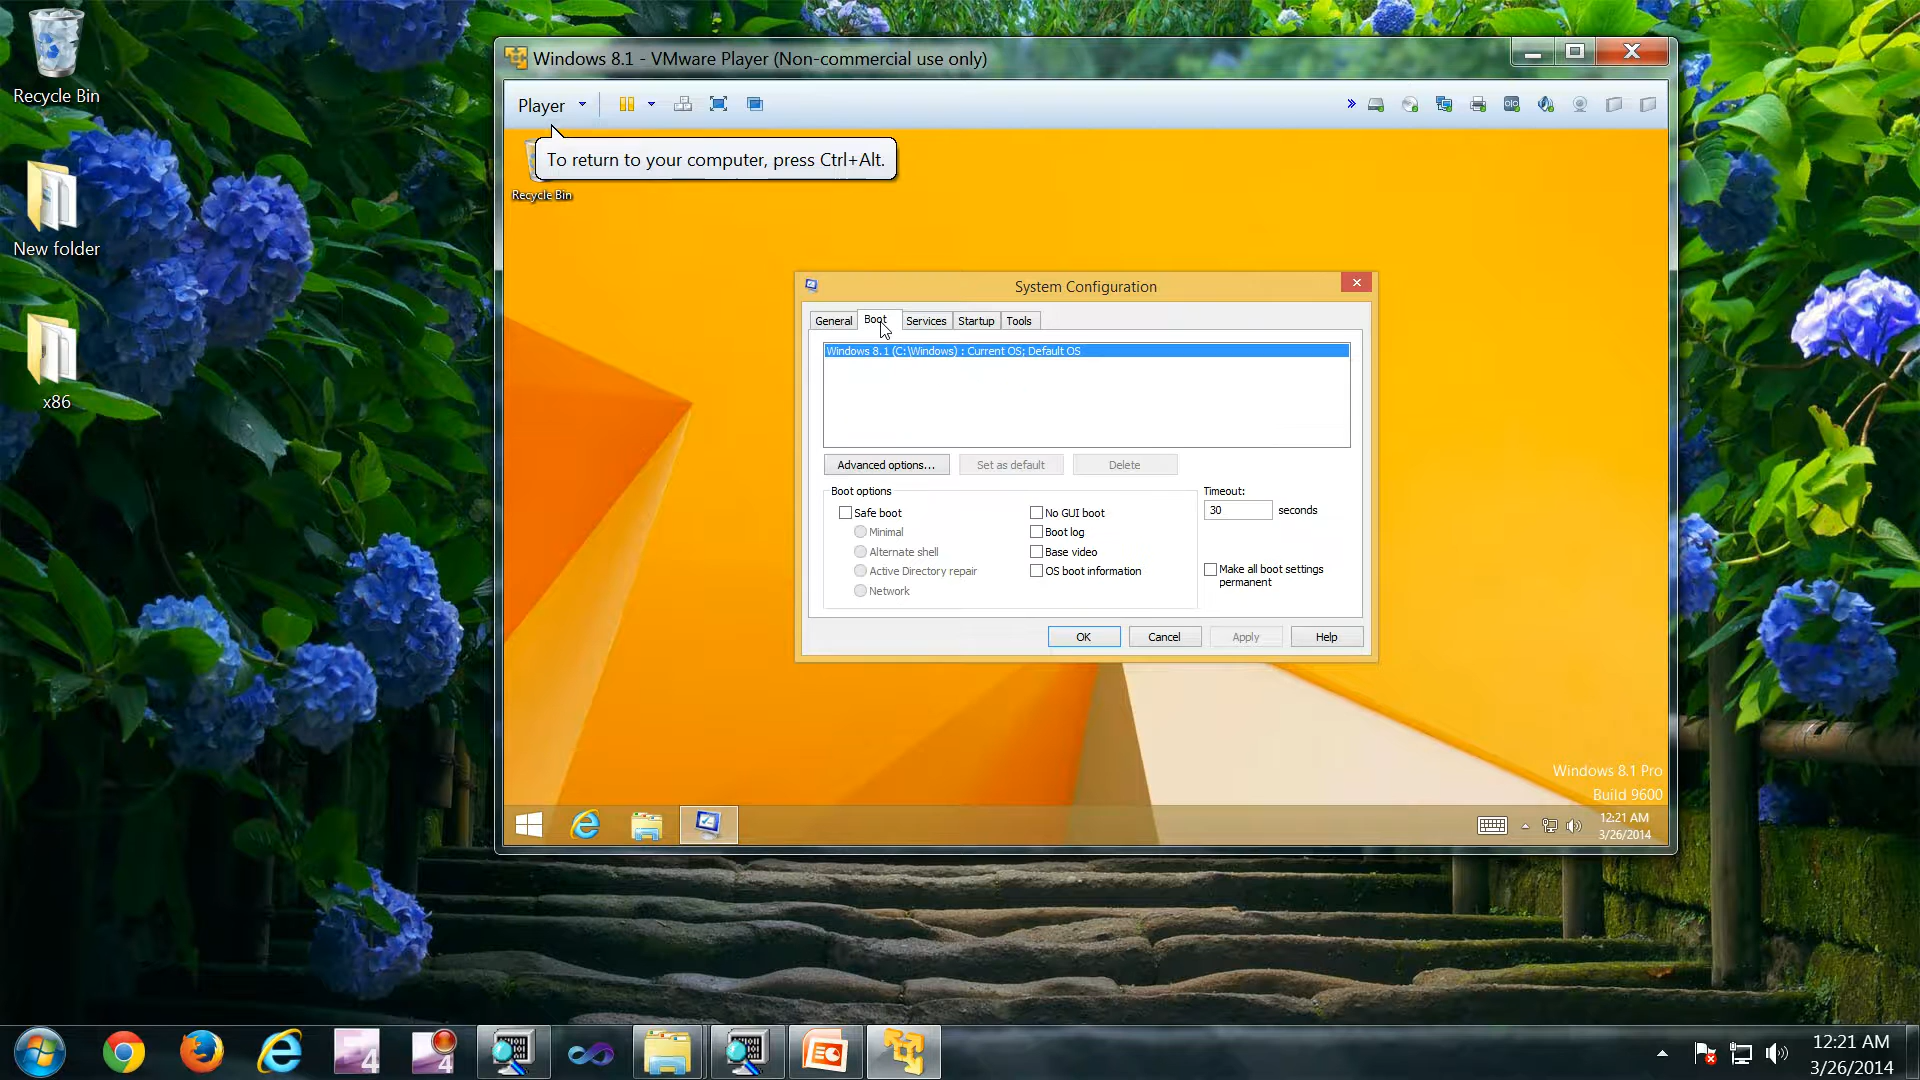 Recycle Bin
New folder
x86
Windows 8.1 - VMware Player (Non-commercial use only)
Player
To return to your computer, press Ctrl+Alt.
Recycle Bin
System Configuration
General
Boot
Services
Startup
Tools
Windows 8.1 (C:\Windows) : Current OS; Default OS
Advanced options...
Set as default
Delete
Boot options
Timeout:
Safe boot
No GUI boot
30
seconds
Minimal
Boot log
Alternate shell
Base video
Active Directory repair
OS boot information
Make all boot settings
permanent
Network
OK
Cancel
Apply
Help
Windows 8.1 Pro
Build 9600
12:21 AM
3/26/2014
4
4
12:21 AM
3/26/2014